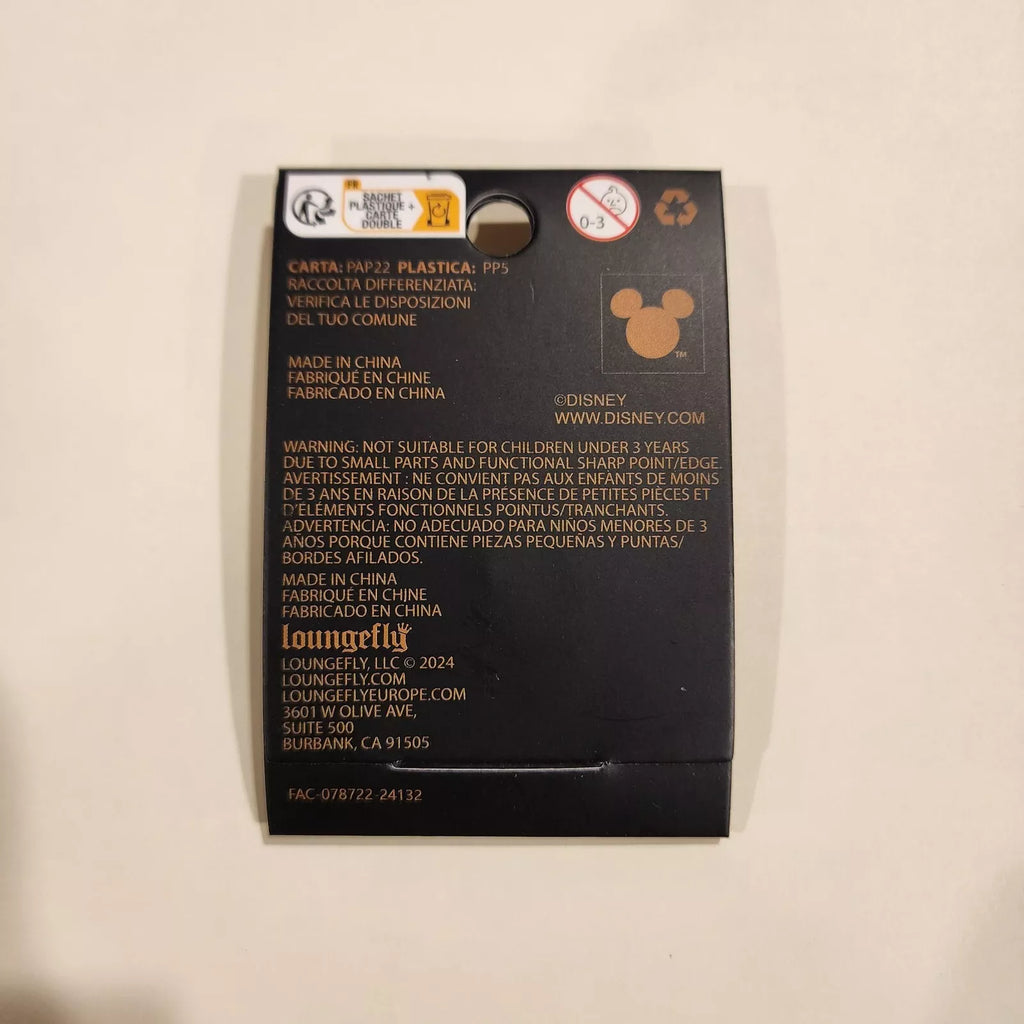 FR
SACHET
PLASTIQUE +
CARTE
DOUBLE
0-3
CARTA: PAP22 PLASTICA: PP5
RACCOLTA DIFFERENZIATA:
VERIFICA LE DISPOSIZIONI
DEL TUO COMUNE
TM
MADE IN CHINA
FABRIQUÉ EN CHINE
FABRICADO EN CHINA
©DISNEY
WWW.DISNEY.COM
WARNING: NOT SUITABLE FOR CHILDREN UNDER 3 YEARS
DUE TO SMALL PARTS AND FUNCTIONAL SHARP POINT/EDGE.
AVERTISSEMENT : NE CONVIENT PAS AUX ENFANTS DE MOINS
DE 3 ANS EN RAISON DE LA PRÉSENCE DE PETITES PIÈCES ET
D'ELÉMENTS FONCTIONNELS POINTUS/TRANCHANTS.
ADVERTENCIA: NO ADECUADO PARA NIÑOS MENORES DE 3
AÑOS PORQUE CONTIENE PIEZAS PEQUEÑAS Y PUNTAS/
BORDES AFILADOS.
MADE IN CHINA
FABRIQUÉ EN CHINE
FABRICADO EN CHINA
loungefly
LOUNGEFLY, LLC © 2024
LOUNGEFLY.COM
LOUNGEFLYEUROPE.COM
3601 W OLIVE AVE,
SUITE 500
BURBANK, CA 91505
FAC-078722-24132